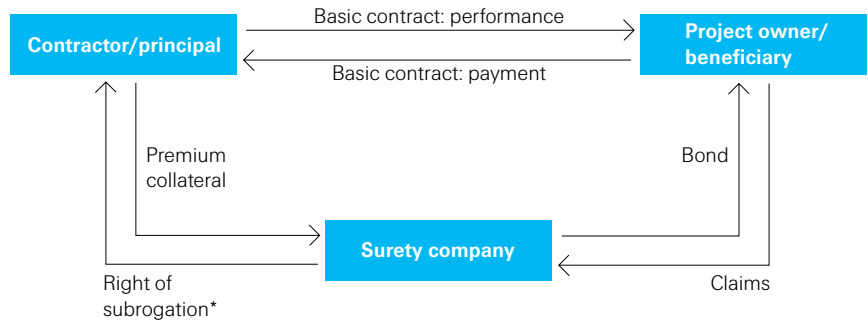 Basic contract: performance
Contractor/principal
Project owner/
beneficiary
Basic contract: payment
Premium
collateral
Bond
Surety company
Right of
subrogation*
Claims